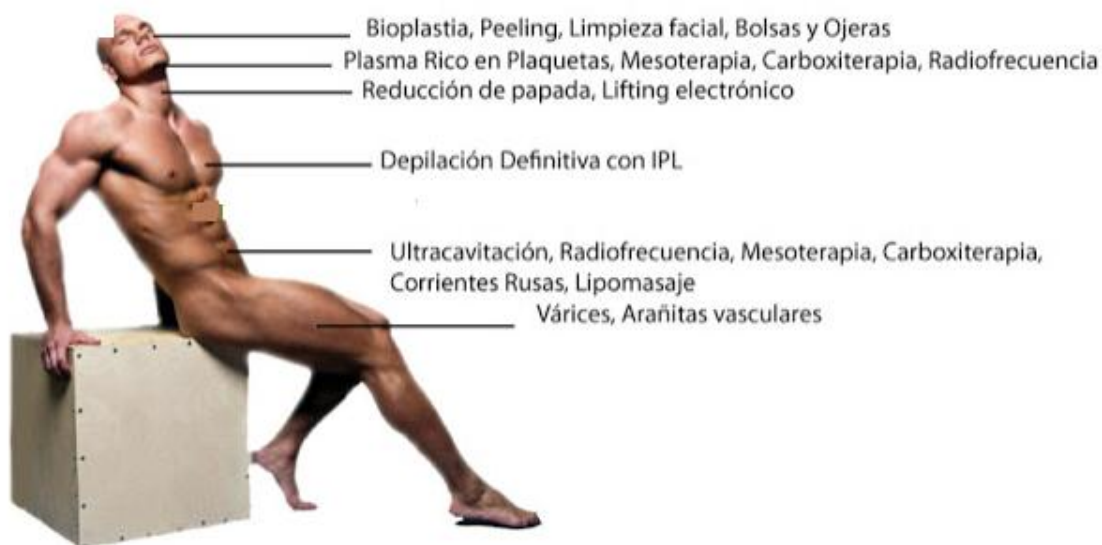 Bioplastia, Peeling, Limpieza facial, Bolsas y Ojeras
Plasma Rico en Plaquetas, Mesoterapia, Carboxiterapia, Radiofrecuencia
Reducción de papada, Lifting electrónico
Depilación Definitiva con IPL
Ultracavitación, Radiofrecuencia, Mesoterapia, Carboxiterapia,
Corrientes Rusas, Lipomasaje
Várices, Arañitas vasculares